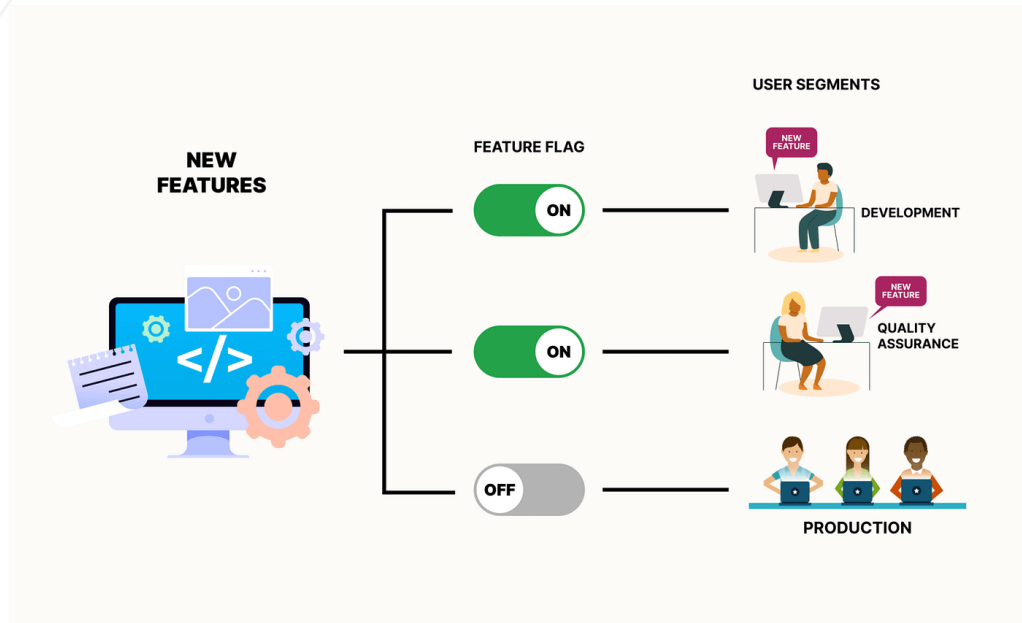 NEW
FEATURES
FEATURE FLAG
ON
ON
OFF
USER SEGMENTS
NEW
FEATURE
DEVELOPMENT
NEW
FEATURE
QUALITY
ASSURANCE
PRODUCTION
</>